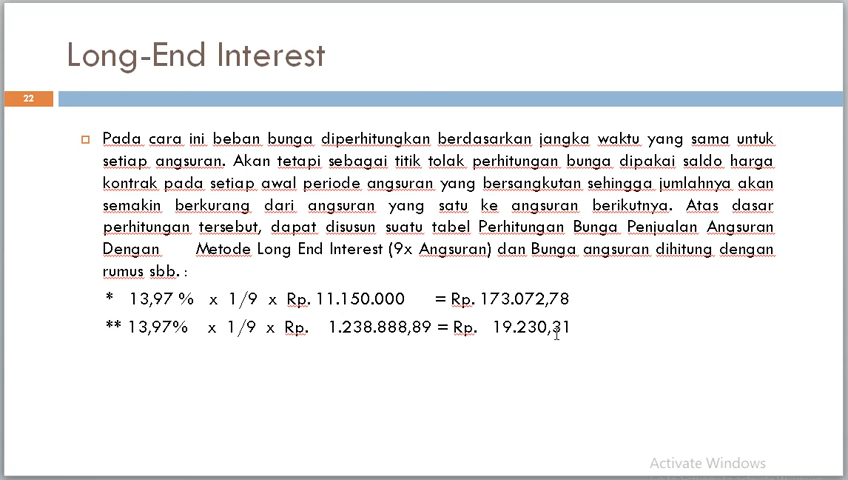 Long-End Interest
22
Pada cara ini beban bunga diperhitungkan berdasarkan jangka waktu yang sama untuk
setiap angsuran. Akan tetapi sebagai titik tolak perhitungan bunga dipakai saldo harga
kontrak pada setiap awal periode angsuran yang bersangkutan sehingga jumlahnya akan
semakin berkurang dari angsuran yang satu ke angsuran berikutnya. Atas dasar
perhitungan tersebut, dapat disusun suatu tabel Perhitungan Bunga Penjualan Angsuran
Dengan Metode Long End Interest (9x Angsuran) dan Bunga angsuran dihitung dengan
rumus sbb. :
* 13,97 % x 1/9 x Rp. 11.150.000 = Rp. 173.072,78
** 13,97% x 1/9 x Rp. 1.238.888,89 = Rp. 19.230,31
Activate Windows